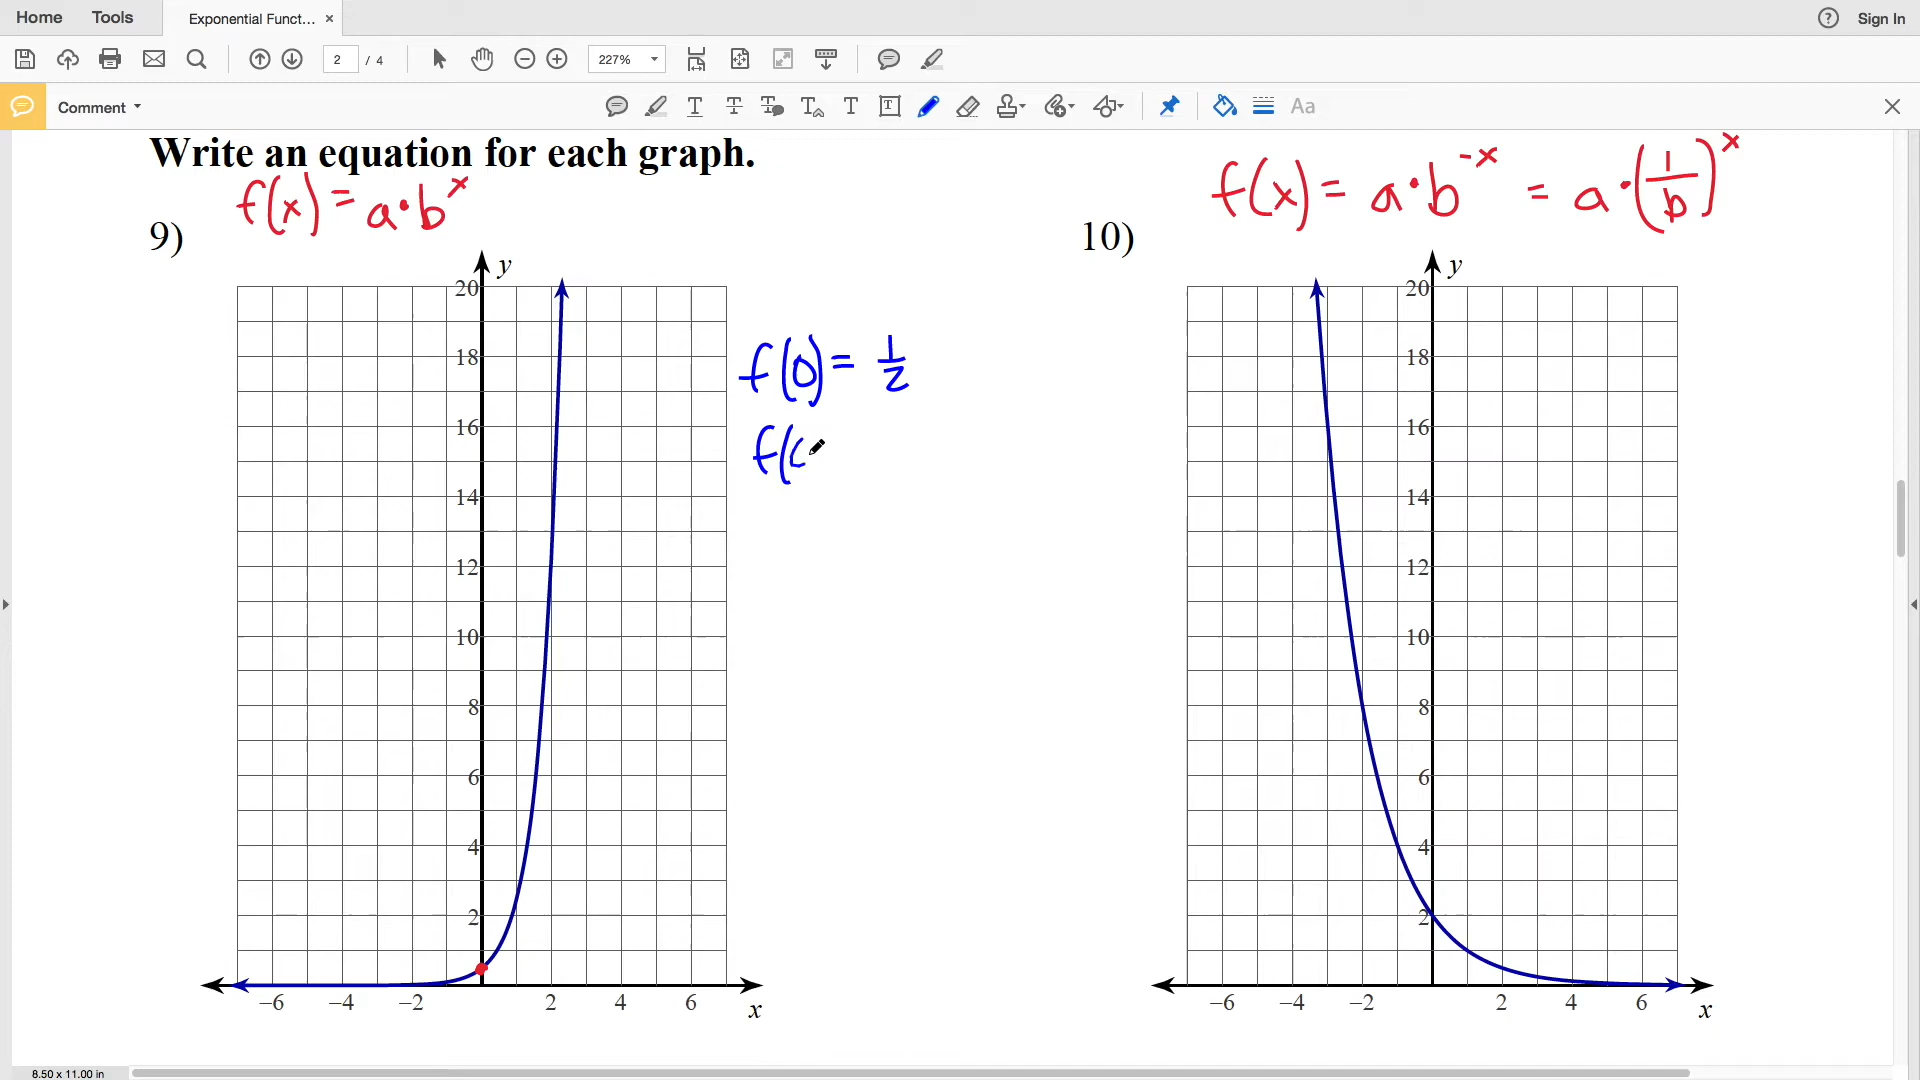 Home Tools Exponential Funct... × ? Sign In
2 / 4 227%
Comment T T T T T T Aa
Write an equation for each graph.
f(x) = a·b^x
f(x) = a·b^-x = a·(1/b)^x
9)
10)
y
20
18
16
14
12
10
8
6
4
2
−6 −4 −2 2 4 6
x
f(0) = 1/2
f(0
y
20
18
16
14
12
10
8
6
4
2
−6 −4 −2 2 4 6
x
8.50 x 11.00 in